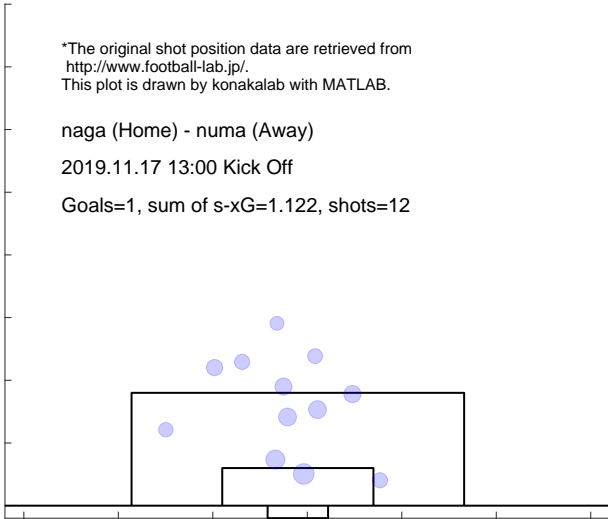 *The original shot position data are retrieved from
http://www.football-lab.jp/.
This plot is drawn by konakalab with MATLAB.
naga (Home) - numa (Away)
2019.11.17 13:00 Kick Off
Goals=1, sum of s-xG=1.122, shots=12